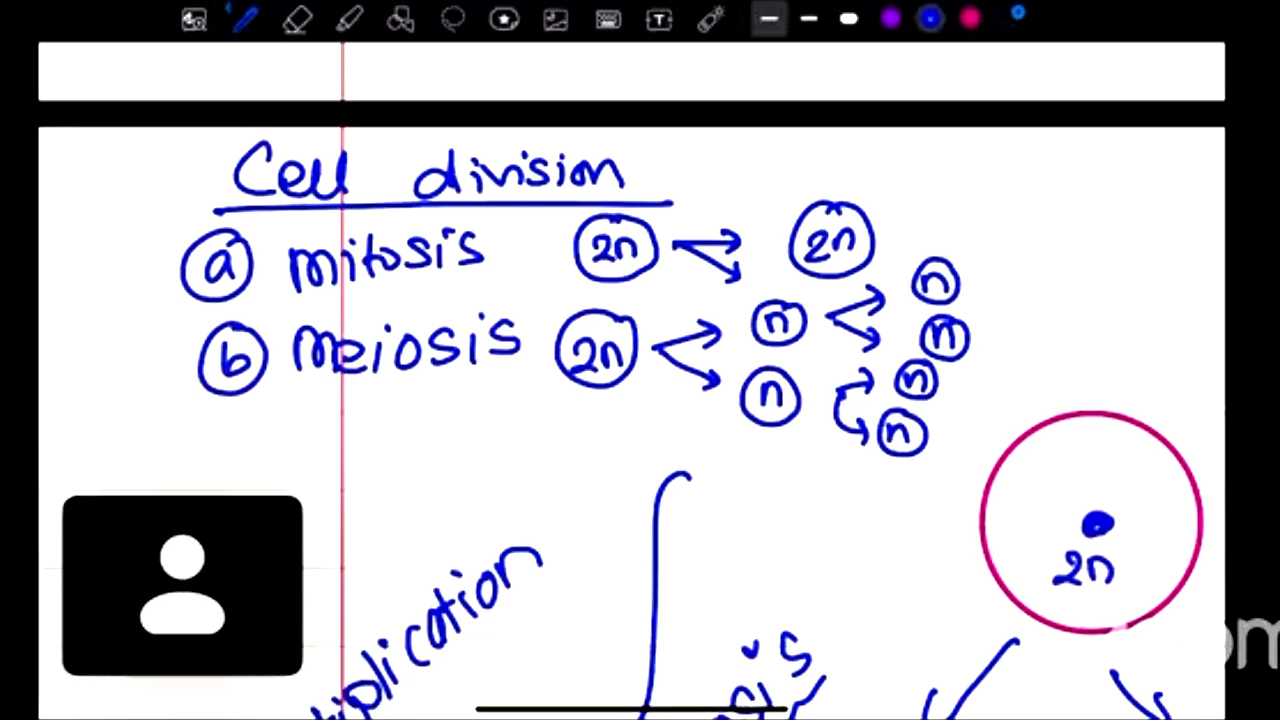 Cell division
a mitosis 2n 2n
b meiosis 2n n n n
n n n
2n